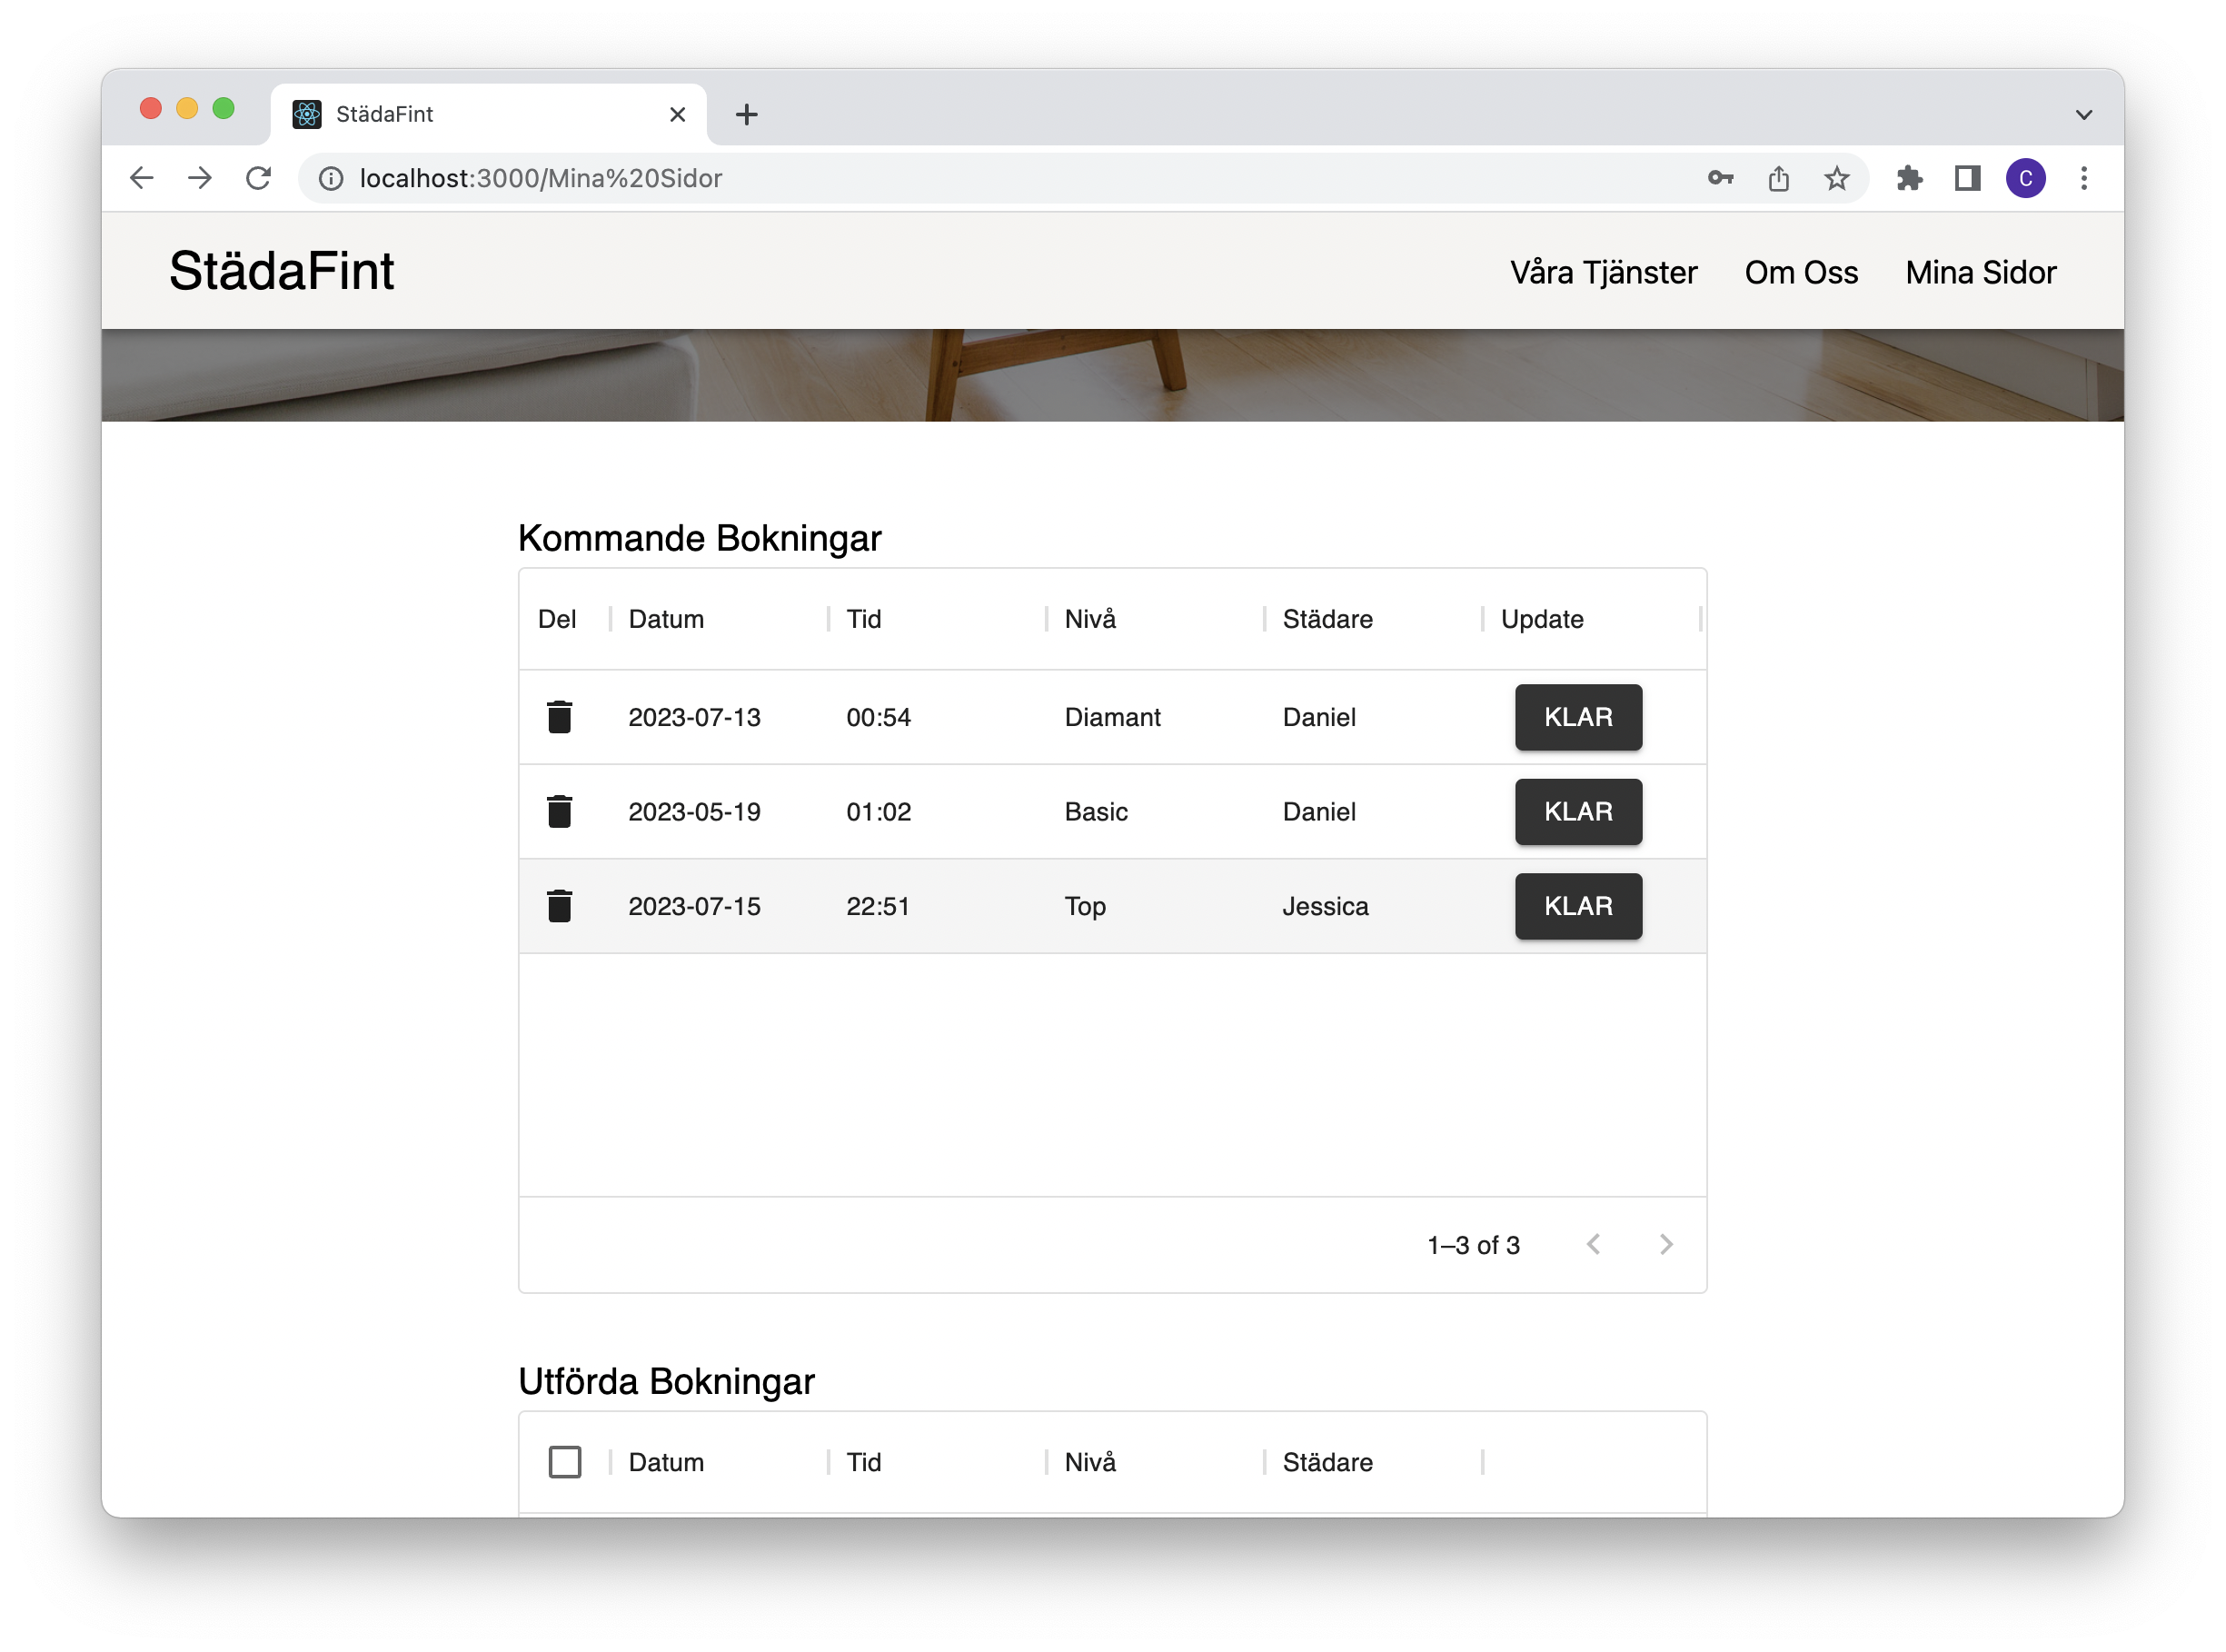 StädaFint
localhost:3000/Mina%20Sidor
C
StädaFint
Våra Tjänster Om Oss Mina Sidor
Kommande Bokningar
Del Datum Tid Nivå Städare Update
2023-07-13 00:54 Diamant Daniel KLAR
2023-05-19 01:02 Basic Daniel KLAR
2023-07-15 22:51 Top Jessica KLAR
1–3 of 3
Utförda Bokningar
Datum Tid Nivå Städare